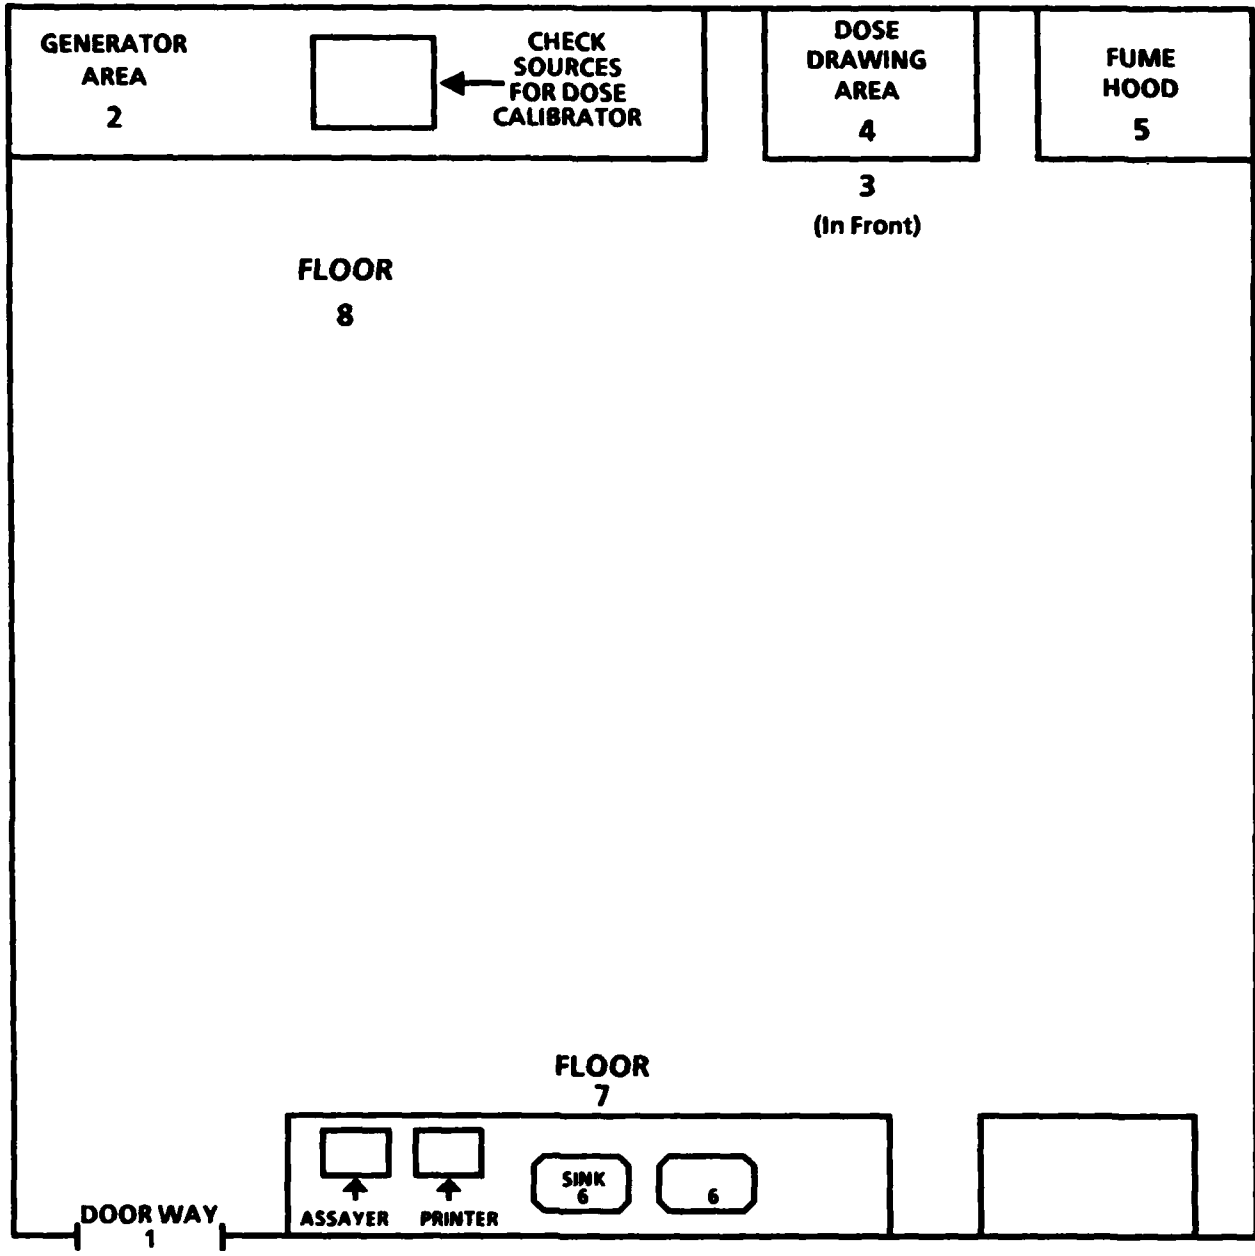 GENERATOR
AREA
2
CHECK
SOURCES
FOR DOSE
CALIBRATOR
DOSE
DRAWING
AREA
4
FUME
HOOD
5
3
(In Front)
FLOOR
8
FLOOR
7
SINK
6
6
ASSAYER
PRINTER
DOOR WAY
1